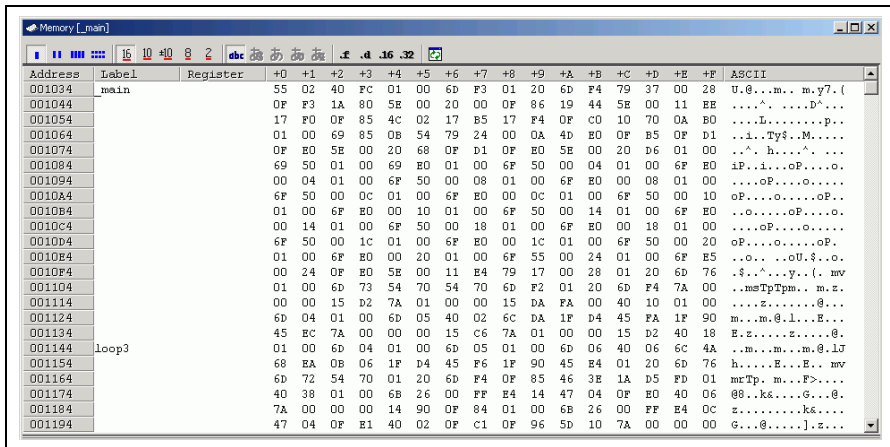 Memory [_main]
16 10 ±10 8 2 abc .f .d .16 .32
Address Label Register +0 +1 +2 +3 +4 +5 +6 +7 +8 +9 +A +B +C +D +E +F ASCII
001034 _main 55 02 40 FC 01 00 6D F3 01 20 6D F4 79 37 00 28 U.@...m.. m.y7.(
001044 0F F3 1A 80 5E 00 20 00 0F 86 19 44 5E 00 11 EE ....^. ....D^...
001054 17 F0 0F 85 4C 02 17 B5 17 F4 0F C0 10 70 0A B0 ....L........p..
001064 01 00 69 85 0B 54 79 24 00 0A 4D E0 0F B5 0F D1 ..i..Ty$..M.....
001074 0F E0 5E 00 20 68 0F D1 0F E0 5E 00 20 D6 01 00 ..^. h....^. ...
001084 69 50 01 00 69 E0 01 00 6F 50 00 04 01 00 6F E0 iP..i...oP....o.
001094 00 04 01 00 6F 50 00 08 01 00 6F E0 00 08 01 00 ....oP....o.....
0010A4 6F 50 00 0C 01 00 6F E0 00 0C 01 00 6F 50 00 10 oP....o.....oP..
0010B4 01 00 6F E0 00 10 01 00 6F 50 00 14 01 00 6F E0 ..o.....oP....o.
0010C4 00 14 01 00 6F 50 00 18 01 00 6F E0 00 18 01 00 ....oP....o.....
0010D4 6F 50 00 1C 01 00 6F E0 00 1C 01 00 6F 50 00 20 oP....o.....oP.
0010E4 01 00 6F E0 00 20 01 00 6F 55 00 24 01 00 6F E5 ..o.. ..oU.$..o.
0010F4 00 24 0F E0 5E 00 11 E4 79 17 00 28 01 20 6D 76 .$..^...y..(. mv
001104 01 00 6D 73 54 70 54 70 6D F2 01 20 6D F4 7A 00 ..msTpTpm.. m.z.
001114 00 00 15 D2 7A 01 00 00 15 DA FA 00 40 10 01 00 ....z.......@...
001124 6D 04 01 00 6D 05 40 02 6C DA 1F D4 45 FA 1F 90 m...m.@.l...E...
001134 45 EC 7A 00 00 00 15 C6 7A 01 00 00 15 D2 40 18 E.z.....z.....@.
001144 loop3 01 00 6D 04 01 00 6D 05 01 00 6D 06 40 06 6C 4A ..m...m...m.@.lJ
001154 68 EA 0B 06 1F D4 45 F6 1F 90 45 E4 01 20 6D 76 h.....E...E.. mv
001164 6D 72 54 70 01 20 6D F4 0F 85 46 3E 1A D5 FD 01 mrTp. m...F>....
001174 40 38 01 00 6B 26 00 FF E4 14 47 04 0F E0 40 06 @8..k&....G...@.
001184 7A 00 00 00 14 90 0F 84 01 00 6B 26 00 FF E4 0C z.........k&....
001194 47 04 0F E1 40 02 0F C1 0F 96 5D 10 7A 00 00 00 G...@.....].z...